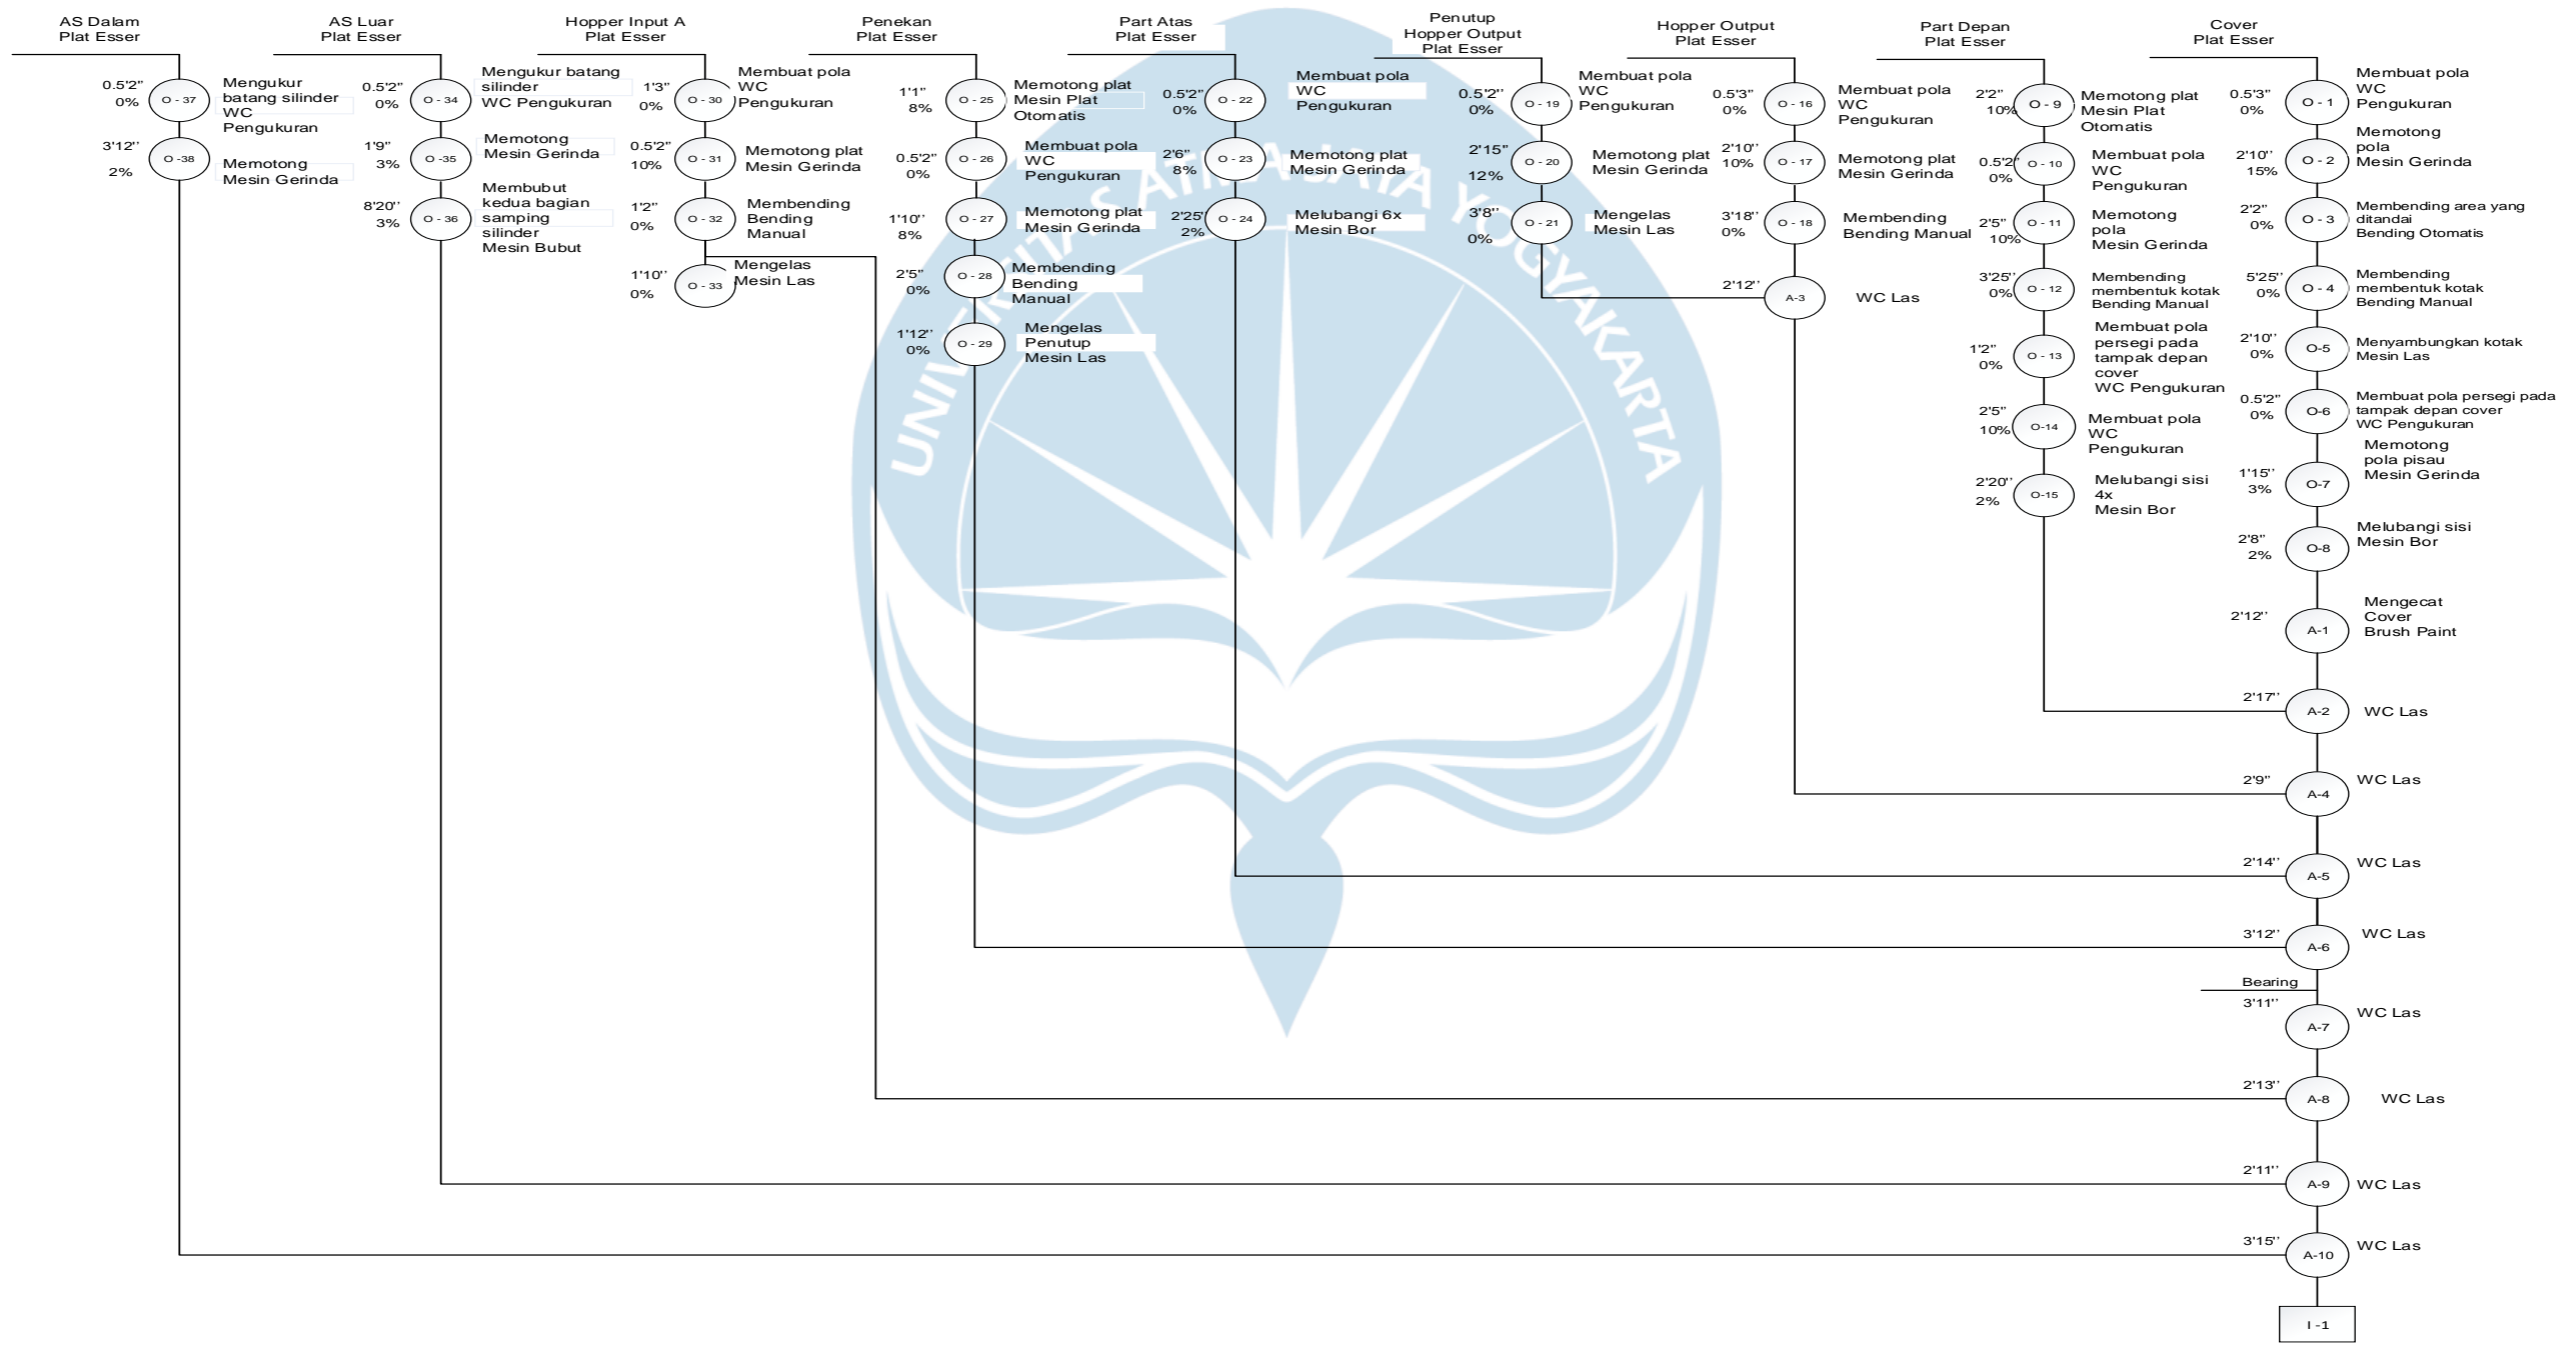 AS Dalam
Plat Esser
0.5'2"
0%
O - 37
Mengukur
batang silinder
WC
Pengukuran
3'12''
2%
O -38
Memotong
Mesin Gerinda
AS Luar
Plat Esser
0.5'2"
0%
O - 34
Mengukur batang
silinder
WC Pengukuran
1'9"
3%
O -35
Memotong
Mesin Gerinda
8'20''
3%
O - 36
Membubut
kedua bagian
samping
silinder
Mesin Bubut
Hopper Input A
Plat Esser
1'3"
0%
O - 30
Membuat pola
WC
Pengukuran
0.5'2"
10%
O - 31
Memotong plat
Mesin Gerinda
1'2"
0%
O - 32
Membending
Bending
Manual
1'10''
0%
O - 33
Mengelas
Mesin Las
Penekan
Plat Esser
1'1"
8%
O - 25
Memotong plat
Mesin Plat
Otomatis
0.5'2"
0%
O - 26
Membuat pola
WC
Pengukuran
1'10''
8%
O - 27
Memotong plat
Mesin Gerinda
2'5"
0%
O - 28
Membending
Bending
Manual
1'12''
0%
O - 29
Mengelas
Penutup
Mesin Las
Part Atas
Plat Esser
0.5'2"
0%
O - 22
Membuat pola
WC
Pengukuran
2'6"
8%
O - 23
Memotong plat
Mesin Gerinda
2'25'
2%
O - 24
Melubangi 6x
Mesin Bor
Penutup
Hopper Output
Plat Esser
0.5'2''
0%
O - 19
Membuat pola
WC
Pengukuran
2'15"
12%
O - 20
Memotong plat
Mesin Gerinda
3'8''
0%
O - 21
Mengelas
Mesin Las
Hopper Output
Plat Esser
0.5'3"
0%
O - 16
Membuat pola
WC
Pengukuran
2'10''
10%
O - 17
Memotong plat
Mesin Gerinda
3'18''
0%
O - 18
Membending
Bending Manual
2'12''
A-3
WC Las
Part Depan
Plat Esser
2'2"
10%
O - 9
Memotong plat
Mesin Plat
Otomatis
0.5'2'
0%
O - 10
Membuat pola
WC
Pengukuran
2'5"
10%
O - 11
Memotong
pola
Mesin Gerinda
3'25''
0%
O - 12
Membending
membentuk kotak
Bending Manual
1'2"
0%
O - 13
Membuat pola
persegi pada
tampak depan
cover
WC Pengukuran
2'5"
10%
O-14
Membuat pola
WC
Pengukuran
2'20''
2%
O-15
Melubangi sisi
4x
Mesin Bor
Cover
Plat Esser
0.5'3"
0%
O - 1
Membuat pola
WC
Pengukuran
2'10''
15%
O - 2
Memotong
pola
Mesin Gerinda
2'2"
0%
O - 3
Membending area yang
ditandai
Bending Otomatis
5'25''
0%
O - 4
Membending
membentuk kotak
Bending Manual
2'10''
0%
O-5
Menyambungkan kotak
Mesin Las
0.5'2"
0%
O-6
Membuat pola persegi pada
tampak depan cover
WC Pengukuran
1'15''
3%
O-7
Memotong
pola pisau
Mesin Gerinda
2'8"
2%
O-8
Melubangi sisi
Mesin Bor
2'12''
A-1
Mengecat
Cover
Brush Paint
2'17''
A-2
WC Las
2'9"
A-4
WC Las
2'14''
A-5
WC Las
3'12''
A-6
WC Las
Bearing
3'11''
A-7
WC Las
2'13''
A-8
WC Las
2'11''
A-9
WC Las
3'15''
A-10
WC Las
I -1
UNIVERSITAS ATMA JAYA YOGYAKARTA